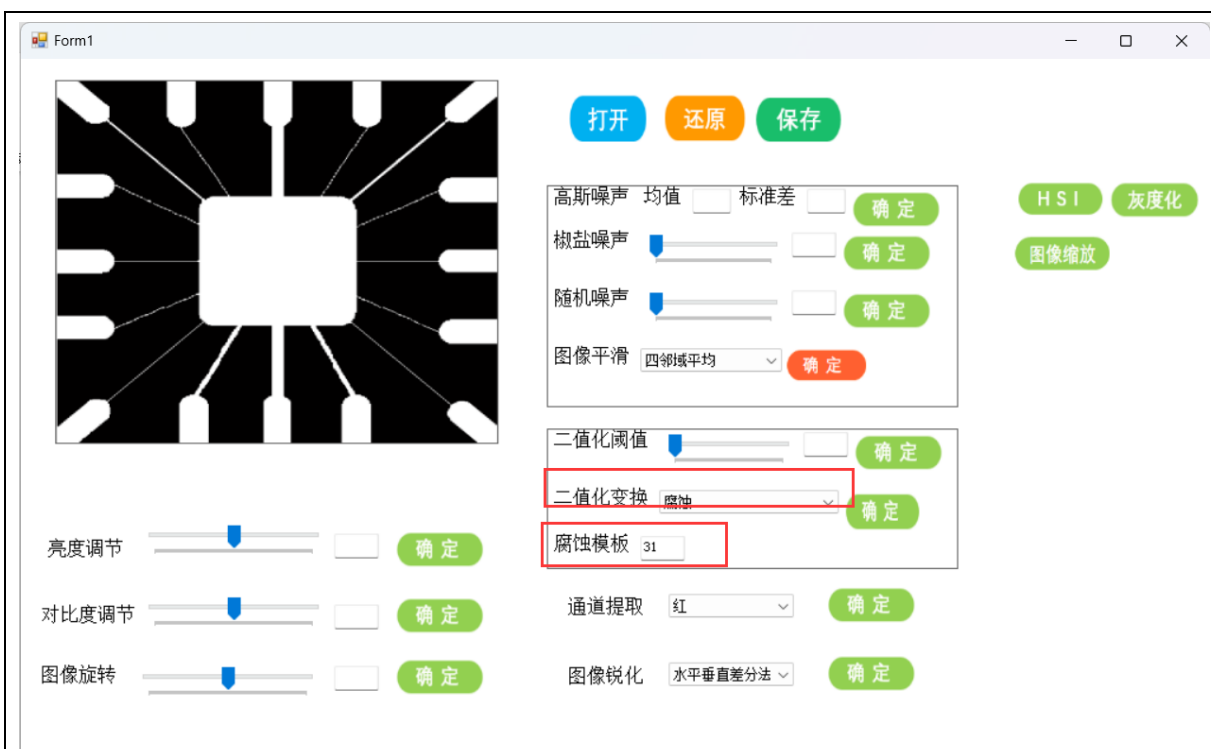 Form1
打开 还原 保存
高斯噪声 均值 标准差 确定
HSI 灰度化
椒盐噪声 确定
图像缩放
随机噪声 确定
图像平滑 四邻域平均 确定
二值化阈值 确定
二值化变换 腐蚀 确定
腐蚀模板 31
亮度调节 确定
通道提取 红 确定
对比度调节 确定
图像旋转 确定
图像锐化 水平垂直差分法 确定